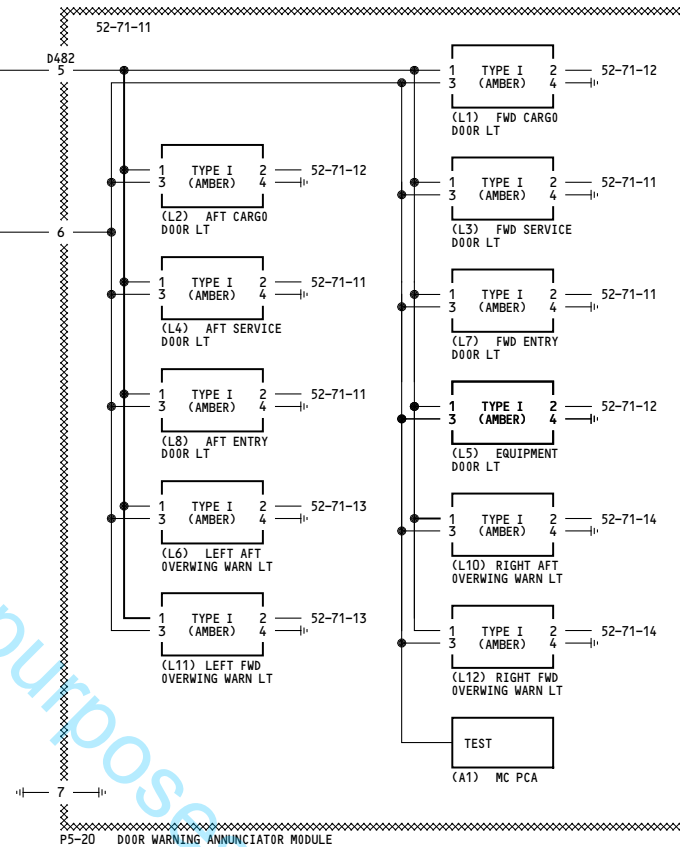 52-71-11
D482
5
1 TYPE I 2 52-71-12
3 (AMBER) 4
(L1) FWD CARGO
DOOR LT
1 TYPE I 2 52-71-12
3 (AMBER) 4
(L2) AFT CARGO
DOOR LT
1 TYPE I 2 52-71-11
3 (AMBER) 4
(L3) FWD SERVICE
DOOR LT
6
1 TYPE I 2 52-71-11
3 (AMBER) 4
(L4) AFT SERVICE
DOOR LT
1 TYPE I 2 52-71-11
3 (AMBER) 4
(L7) FWD ENTRY
DOOR LT
1 TYPE I 2 52-71-11
3 (AMBER) 4
(L8) AFT ENTRY
DOOR LT
1 TYPE I 2 52-71-12
3 (AMBER) 4
(L5) EQUIPMENT
DOOR LT
1 TYPE I 2 52-71-13
3 (AMBER) 4
(L6) LEFT AFT
OVERWING WARN LT
1 TYPE I 2 52-71-14
3 (AMBER) 4
(L10) RIGHT AFT
OVERWING WARN LT
1 TYPE I 2 52-71-13
3 (AMBER) 4
(L11) LEFT FWD
OVERWING WARN LT
1 TYPE I 2 52-71-14
3 (AMBER) 4
(L12) RIGHT FWD
OVERWING WARN LT
TEST
(A1) MC PCA
7
P5-20 DOOR WARNING ANNUNCIATOR MODULE
purpose